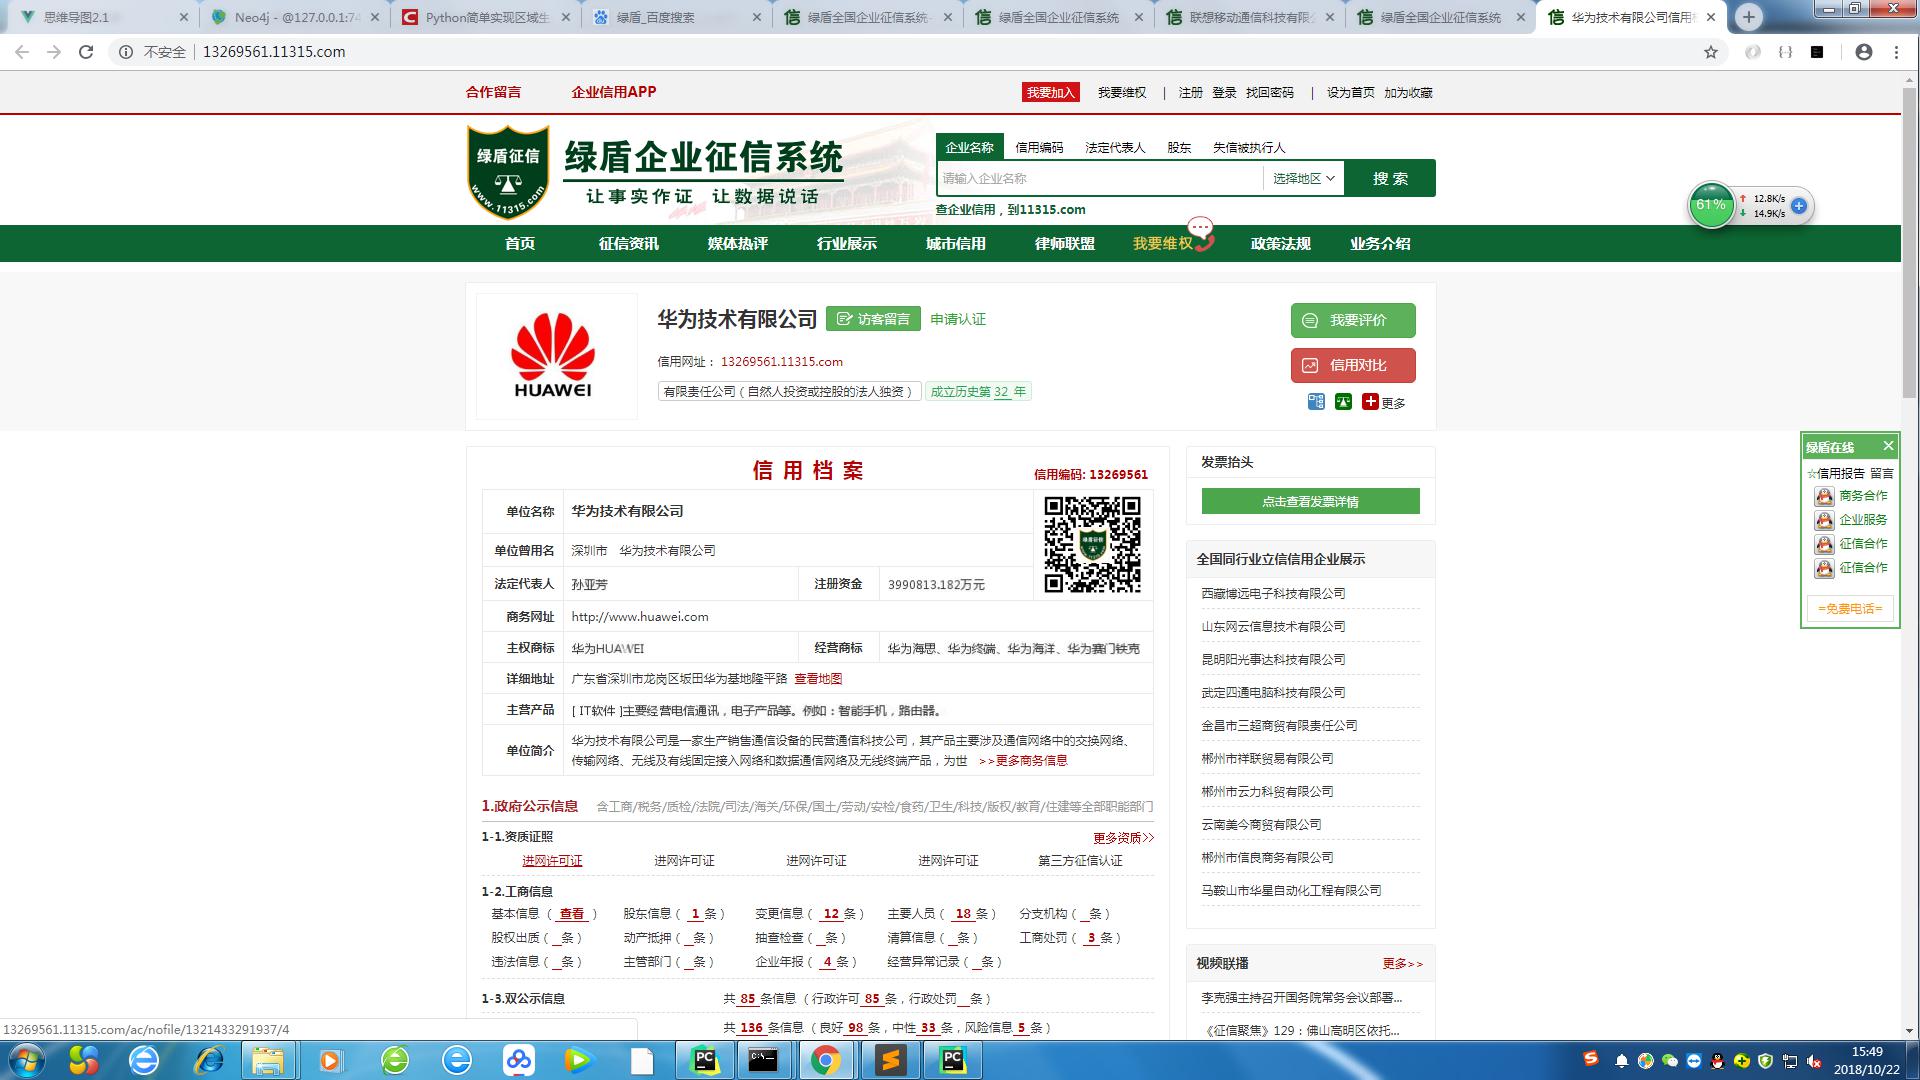 思维导图2.1
Neo4j - @127.0.0.1:74
Python简单实现区域生
绿盾_百度搜索
绿盾全国企业征信系统-
绿盾全国企业征信系统
联想移动通信科技有限公
绿盾全国企业征信系统
华为技术有限公司信用
不安全 | 13269561.11315.com
合作留言 企业信用APP
我要加入 我要维权 | 注册 登录 找回密码 | 设为首页 加为收藏
绿盾征信
www.11315.com
绿盾企业征信系统
让事实作证 让数据说话
企业名称 信用编码 法定代表人 股东 失信被执行人
请输入企业名称 选择地区 搜 索
查企业信用，到11315.com
61% 12.8K/s
14.9K/s
首页 征信资讯 媒体热评 行业展示 城市信用 律师联盟 我要维权 政策法规 业务介绍
HUAWEI
华为技术有限公司 访客留言 申请认证
信用网址： 13269561.11315.com
有限责任公司（自然人投资或控股的法人独资） 成立历史第 32 年
我要评价
信用对比
更多
信 用 档 案
信用编码: 13269561
单位名称 华为技术有限公司
单位曾用名 深圳市 华为技术有限公司
法定代表人 孙亚芳 注册资金 3990813.182万元
绿盾征信
商务网址 http://www.huawei.com
主权商标 华为HUAWEI 经营商标 华为海思、华为终端、华为海洋、华为赛门铁克
详细地址 广东省深圳市龙岗区坂田华为基地隆平路 查看地图
主营产品 [ IT软件 ]主要经营电信通讯，电子产品等。例如：智能手机，路由器。
单位简介 华为技术有限公司是一家生产销售通信设备的民营通信科技公司，其产品主要涉及通信网络中的交换网络、
传输网络、无线及有线固定接入网络和数据通信网络及无线终端产品，为世 >>更多商务信息
1.政府公示信息 含工商/税务/质检/法院/司法/海关/环保/国土/劳动/安检/食药/卫生/科技/版权/教育/住建等全部职能部门
1-1.资质证照 更多资质>>
进网许可证 进网许可证 进网许可证 进网许可证 第三方征信认证
1-2.工商信息
基本信息（ 查看 ） 股东信息（ 1 条） 变更信息（ 12 条） 主要人员（ 18 条） 分支机构（ _条）
股权出质（ _条） 动产抵押（ _条） 抽查检查（ _条） 清算信息（ _条） 工商处罚（ 3 条）
违法信息（ _条） 主管部门（ _条） 企业年报（ 4 条） 经营异常记录（ _条）
1-3.双公示信息 共 85 条信息（行政许可 85 条，行政处罚__条）
共 136 条信息（良好 98 条，中性 33 条，风险信息 5 条）
发票抬头
点击查看发票详情
全国同行业立信信用企业展示
西藏博远电子科技有限公司
山东网云信息技术有限公司
昆明阳光事达科技有限公司
武定四通电脑科技有限公司
金昌市三超商贸有限责任公司
郴州市祥联贸易有限公司
郴州市云力科贸有限公司
云南美今商贸有限公司
郴州市信良商务有限公司
马鞍山市华星自动化工程有限公司
视频联播 更多>>
李克强主持召开国务院常务会议部署...
《征信聚焦》129：佛山高明区依托...
绿盾在线
☆信用报告 留言
商务合作
企业服务
征信合作
征信合作
=免费电话=
13269561.11315.com/ac/nofile/1321433291937/4
PC
PC
15:49
2018/10/22